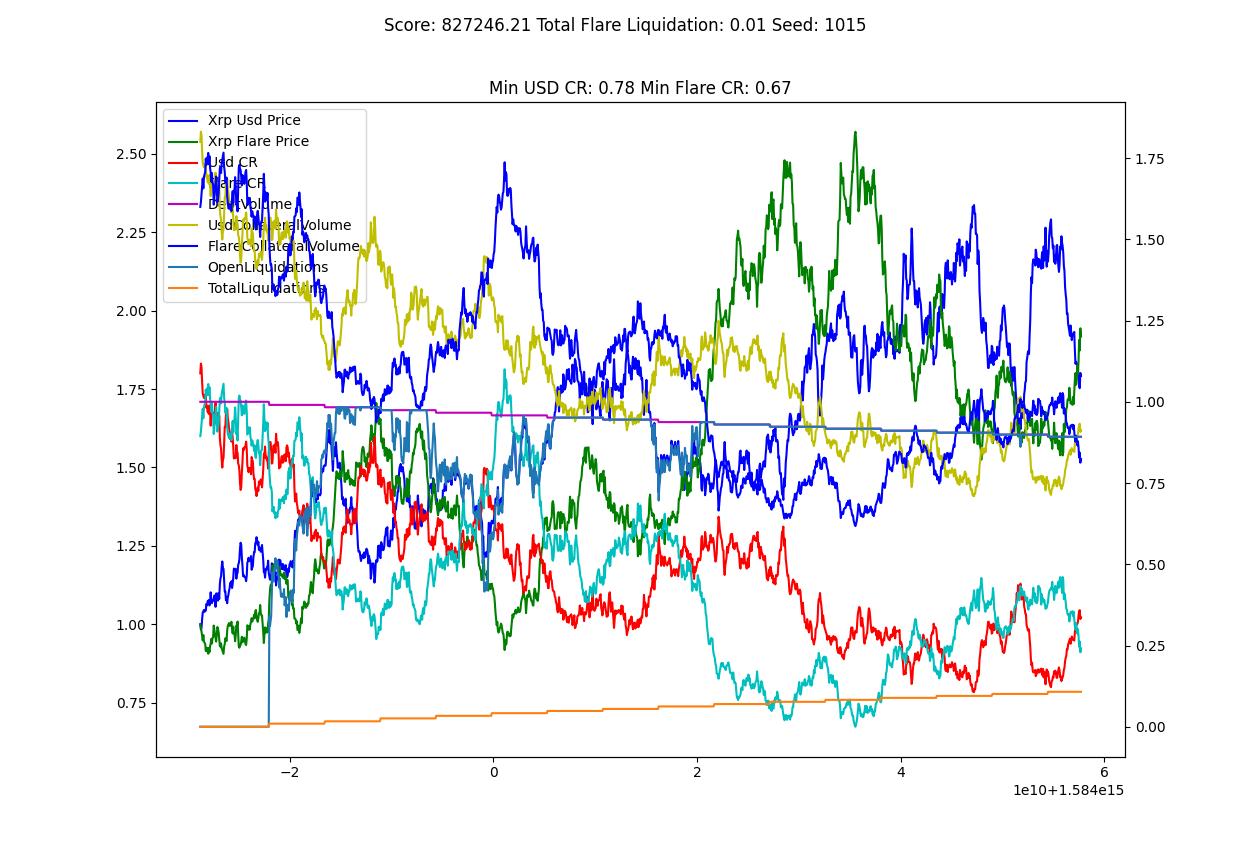 Score: 827246.21 Total Flare Liquidation: 0.01 Seed: 1015
Min USD CR: 0.78 Min Flare CR: 0.67
Xrp Usd Price
Xrp Flare Price
Usd CR
Flare CR
Debt Volume
UsdCollateralVolume
FlareCollateralVolume
OpenLiquidations
TotalLiquidations
2.50
2.25
2.00
1.75
1.50
1.25
1.00
0.75
1.75
1.50
1.25
1.00
0.75
0.50
0.25
0.00
−2
0
2
4
6
1e10+1.584e15